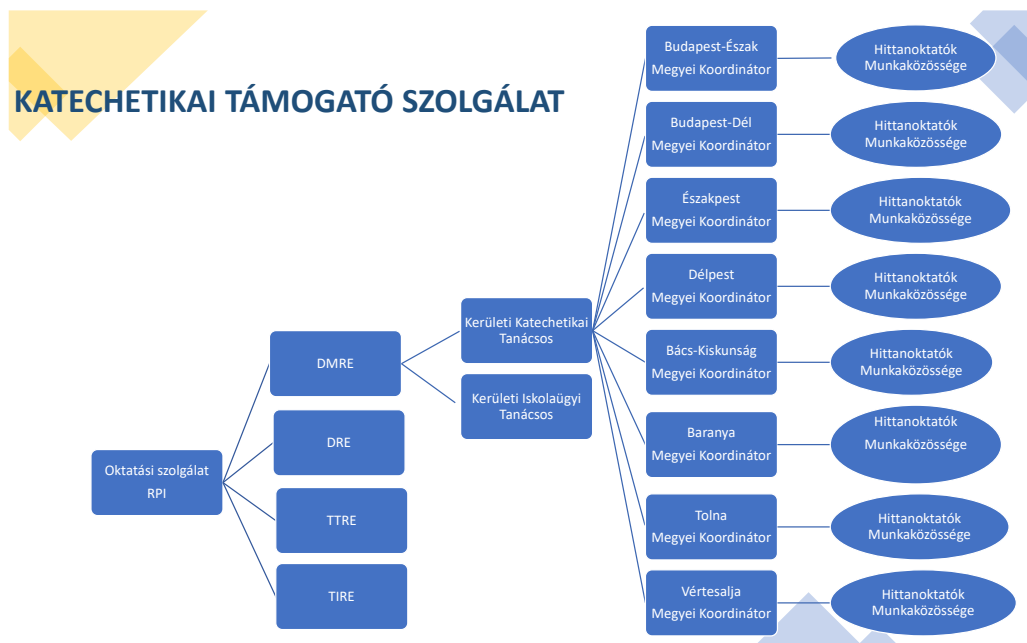 KATECHETIKAI TÁMOGATÓ SZOLGÁLAT
Oktatási szolgálat
RPI
DMRE
DRE
TTRE
TIRE
Kerületi Katechetikai
Tanácsos
Kerületi Iskolaügyi
Tanácsos
Budapest-Észak
Megyei Koordinátor
Hittanoktatók
Munkaközössége
Budapest-Dél
Megyei Koordinátor
Hittanoktatók
Munkaközössége
Északpest
Megyei Koordinátor
Hittanoktatók
Munkaközössége
Délpest
Megyei Koordinátor
Hittanoktatók
Munkaközössége
Bács-Kiskunság
Megyei Koordinátor
Hittanoktatók
Munkaközössége
Baranya
Megyei Koordinátor
Hittanoktatók
Munkaközössége
Tolna
Megyei Koordinátor
Hittanoktatók
Munkaközössége
Vértesalja
Megyei Koordinátor
Hittanoktatók
Munkaközössége